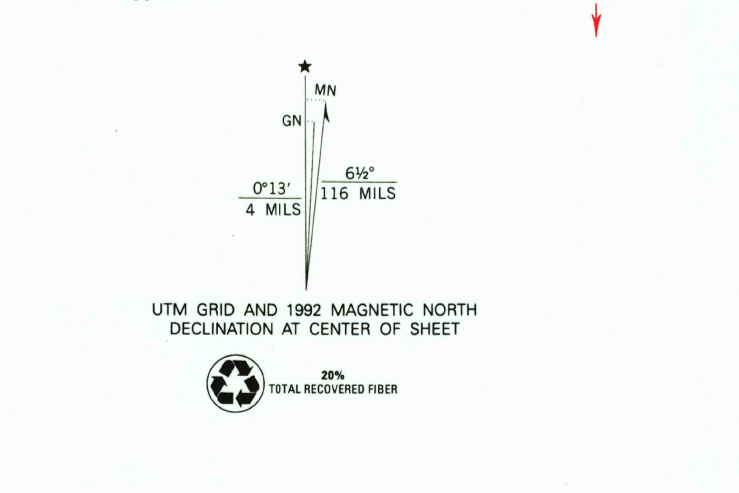 ★
MN
GN
6½°
116 MILS
0°13'
4 MILS
UTM GRID AND 1992 MAGNETIC NORTH
DECLINATION AT CENTER OF SHEET
20%
TOTAL RECOVERED FIBER